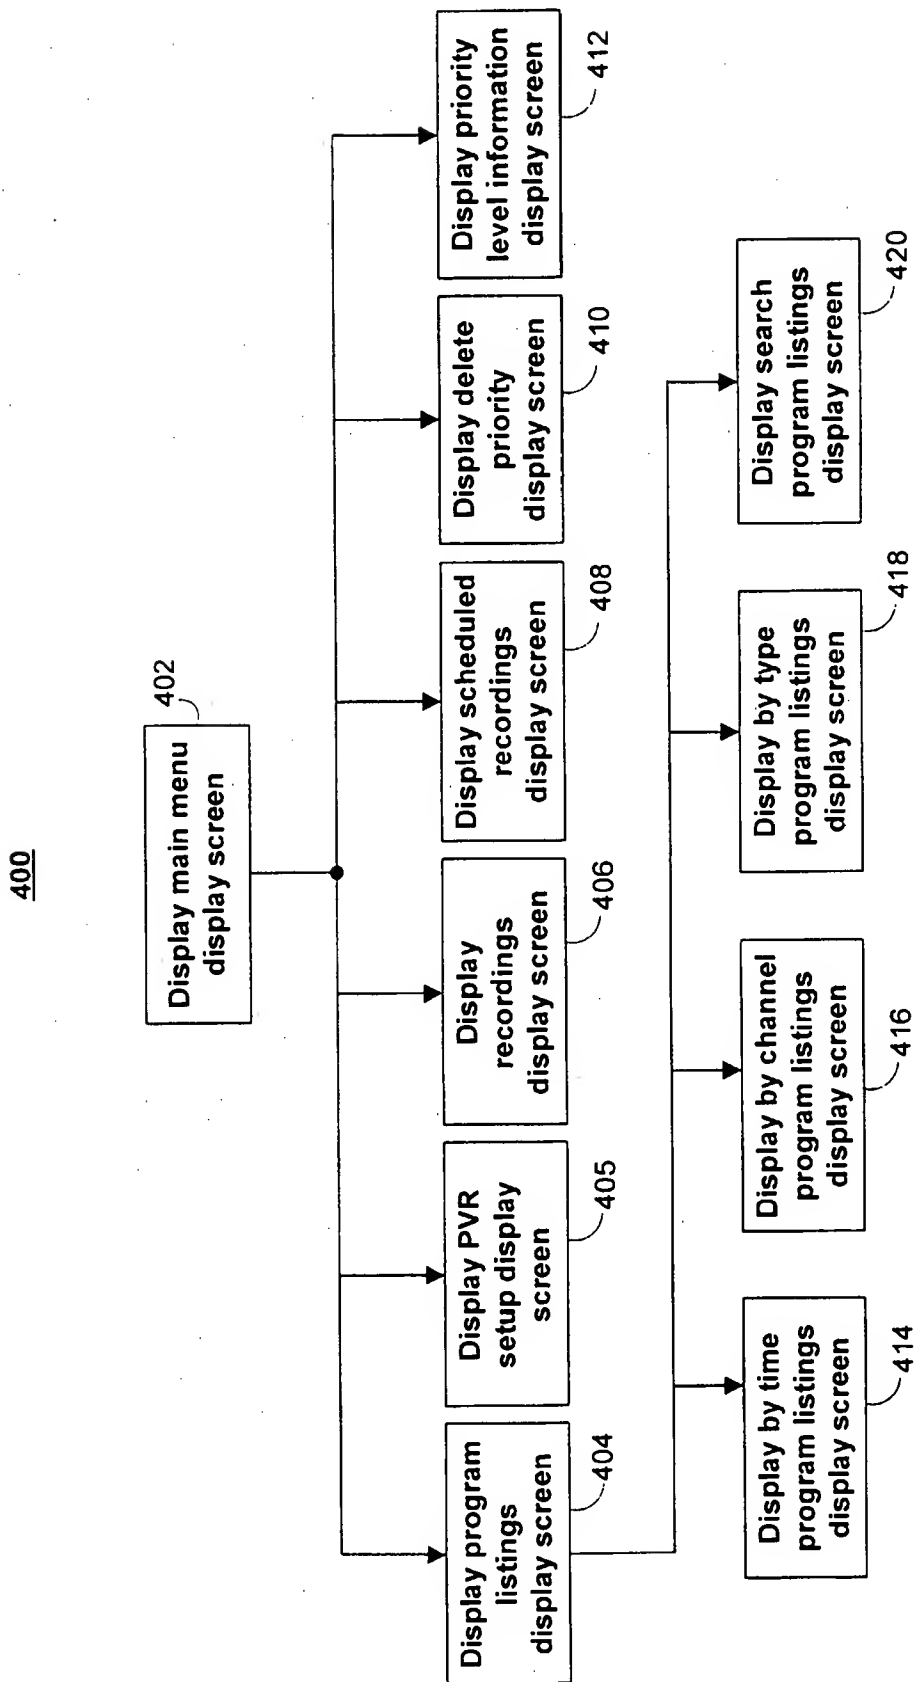 400
Display main menu
display screen
402
Display program
listings
display screen
404
Display PVR
setup display
screen
405
Display
recordings
display screen
406
Display scheduled
recordings
display screen
408
Display delete
priority
display screen
410
Display priority
level information
display screen
412
Display by time
program listings
display screen
414
Display by channel
program listings
display screen
416
Display by type
program listings
display screen
418
Display search
program listings
display screen
420